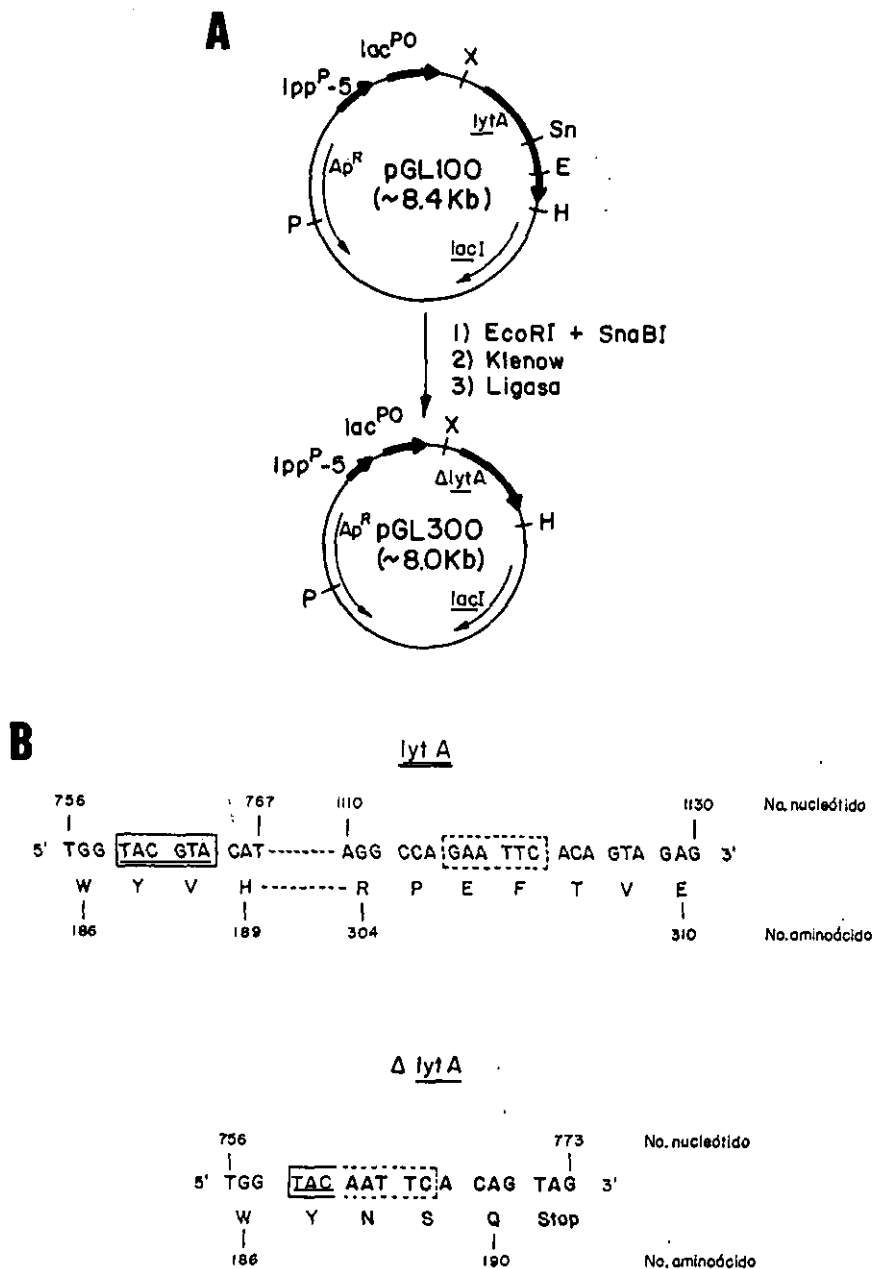 A
lac^PO
X
lpp^P-5
lytA
Sn
Ap^R
pGL100
E
(~8.4Kb)
H
P
lacI
1) EcoRI + SnaBI
2) Klenow
3) Ligasa
lac^PO
X
lpp^P-5
ΔlytA
Ap^R
pGL300
H
(~8.0Kb)
P
lacI
B
lyt A
756 767 1110 1130 No. nucleótido
5' TGG TAC GTA CAT------AGG CCA GAA TTC ACA GTA GAG 3'
W Y V H --------- R P E F T V E
186 189 304 310 No. aminoácido
Δ lytA
756 773 No. nucleótido
5' TGG TAC AAT TCA CAG TAG 3'
W Y N S Q Stop
186 190 No. aminoácido